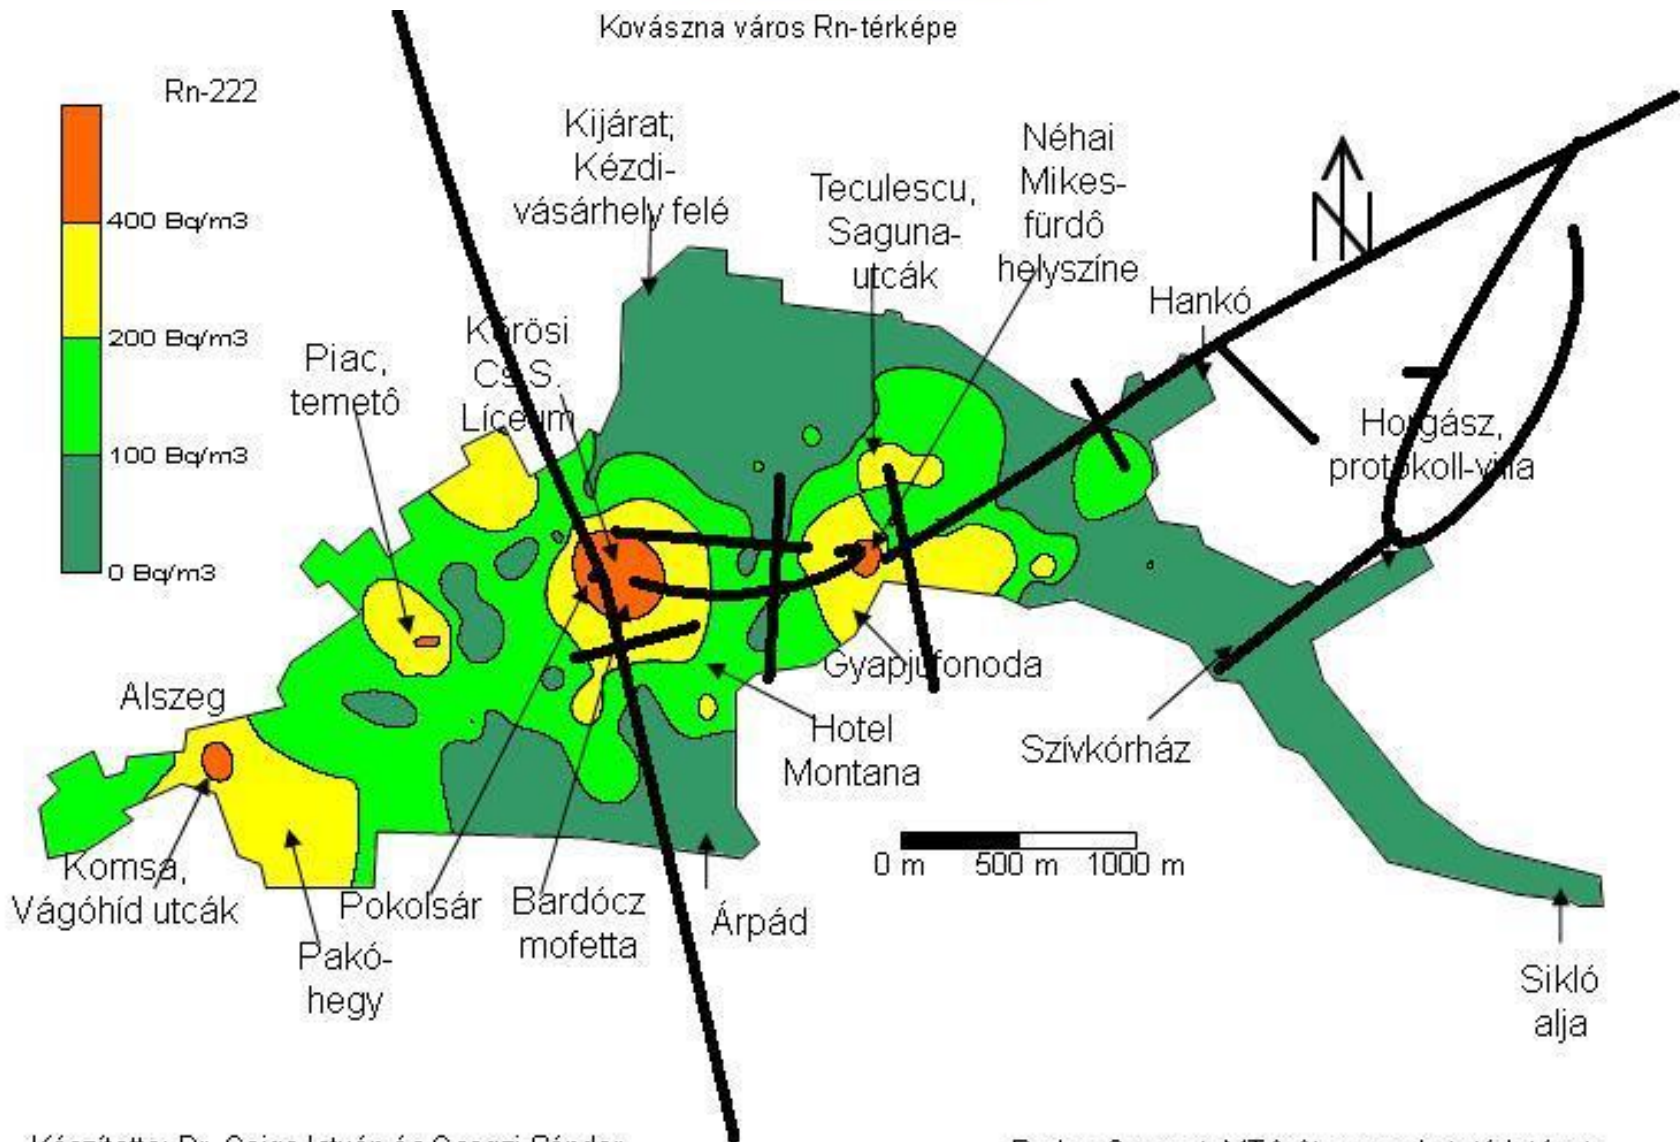 Kovászna város Rn-térképe
Rn-222
400 Bq/m3
200 Bq/m3
100 Bq/m3
0 Bq/m3
Kijárat;
Kézdi-
vásárhely felé
Teculescu,
Saguna-
utcák
Néhai
Mikes-
fürdő
helyszíne
Hankó
Kőrösi
Cs.S.
Líceum
Piac,
temető
Horgász,
protokoll-villa
Alszeg
Gyapjúfonoda
Hotel
Montana
Szívkórház
0 m 500 m 1000 m
Komsa,
Vágóhíd utcák
Pokolsár
Bardócz
mofetta
Árpád
Pakó-
hegy
Sikló
alja